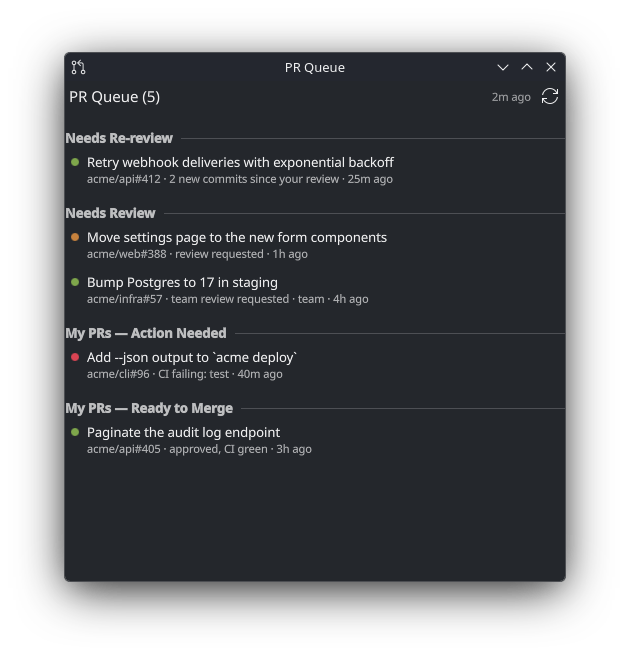 PR Queue
PR Queue (5)
2m ago
Needs Re-review
Retry webhook deliveries with exponential backoff
acme/api#412 · 2 new commits since your review · 25m ago
Needs Review
Move settings page to the new form components
acme/web#388 · review requested · 1h ago
Bump Postgres to 17 in staging
acme/infra#57 · team review requested · team · 4h ago
My PRs — Action Needed
Add --json output to `acme deploy`
acme/cli#96 · CI failing: test · 40m ago
My PRs — Ready to Merge
Paginate the audit log endpoint
acme/api#405 · approved, CI green · 3h ago